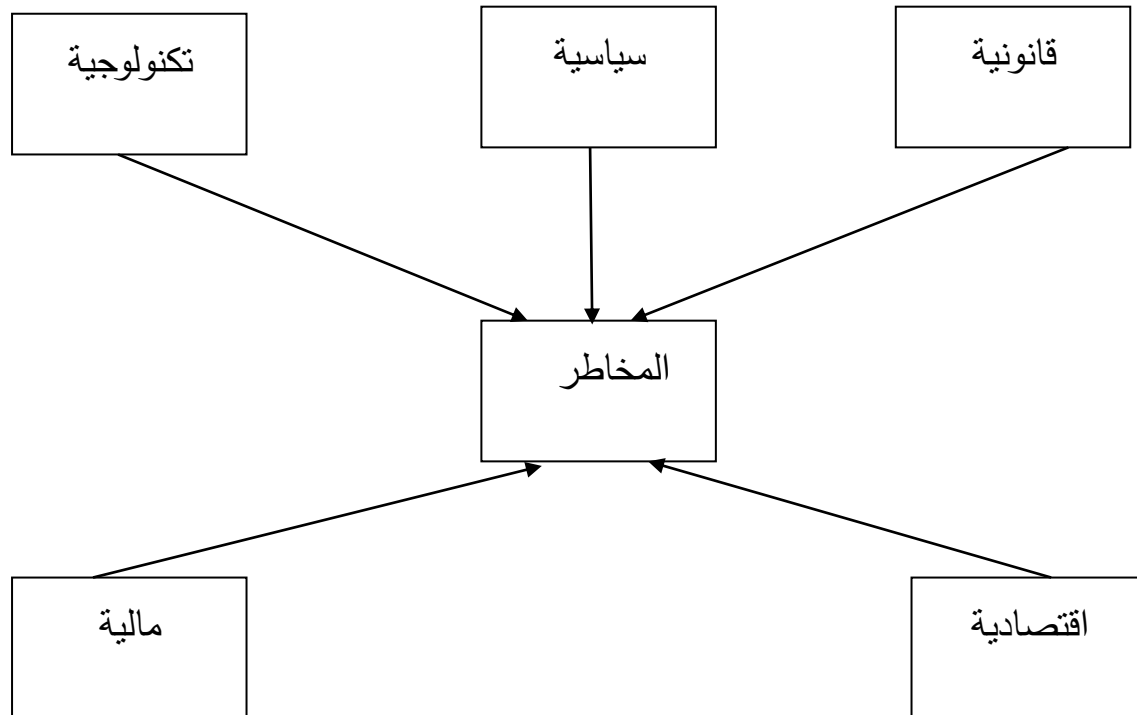 قانونية
سياسية
تكنولوجية
المخاطر
اقتصادية
مالية